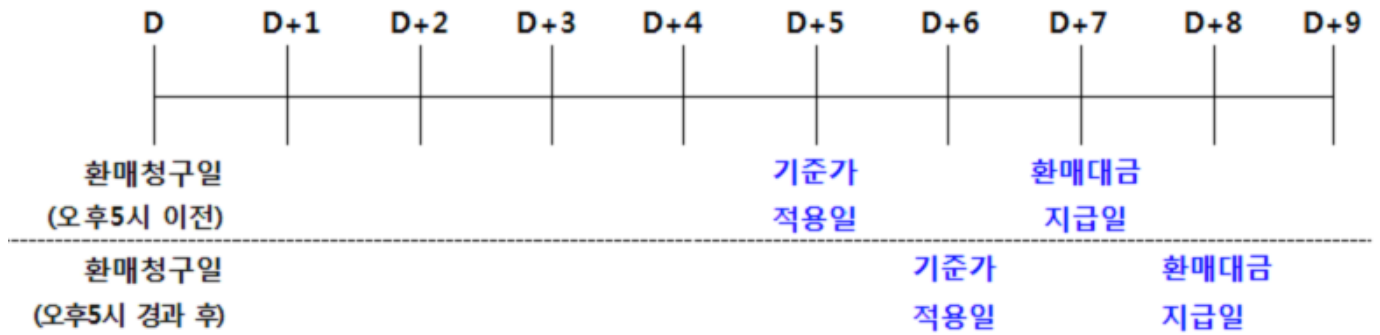 D D+1 D+2 D+3 D+4 D+5 D+6 D+7 D+8 D+9
환매청구일 기준가 환매대금
(오후5시 이전) 적용일 지급일
환매청구일 기준가 환매대금
(오후5시 경과 후) 적용일 지급일